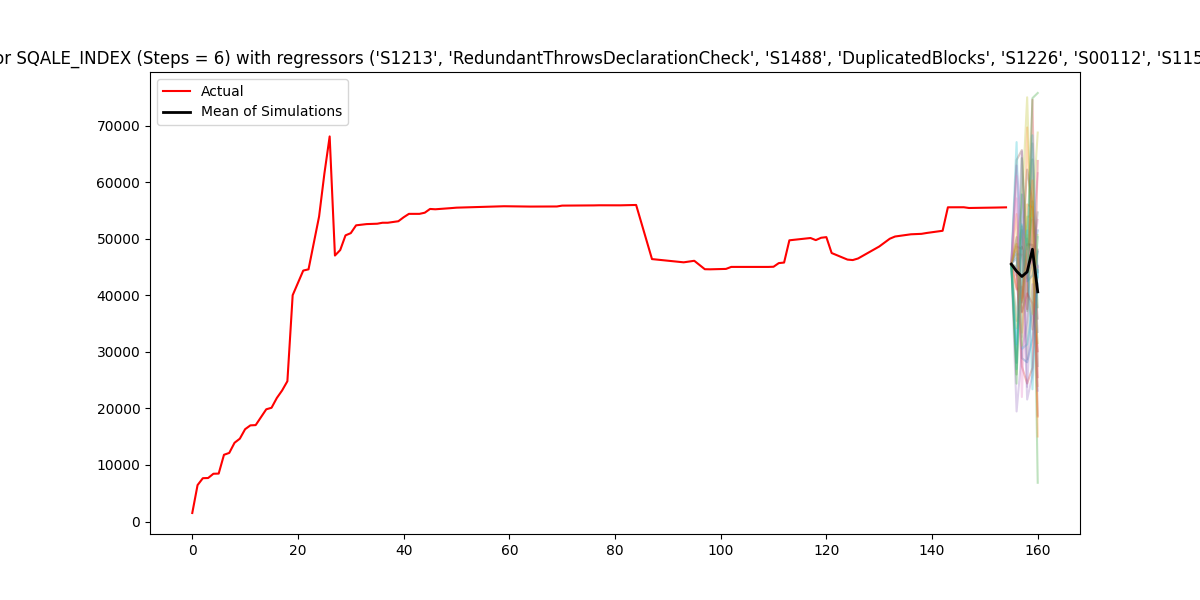 or SQALE_INDEX (Steps = 6) with regressors ('S1213', 'RedundantThrowsDeclarationCheck', 'S1488', 'DuplicatedBlocks', 'S1226', 'S00112', 'S115
Actual
Mean of Simulations
70000
60000
50000
40000
30000
20000
10000
0
0 20 40 60 80 100 120 140 160